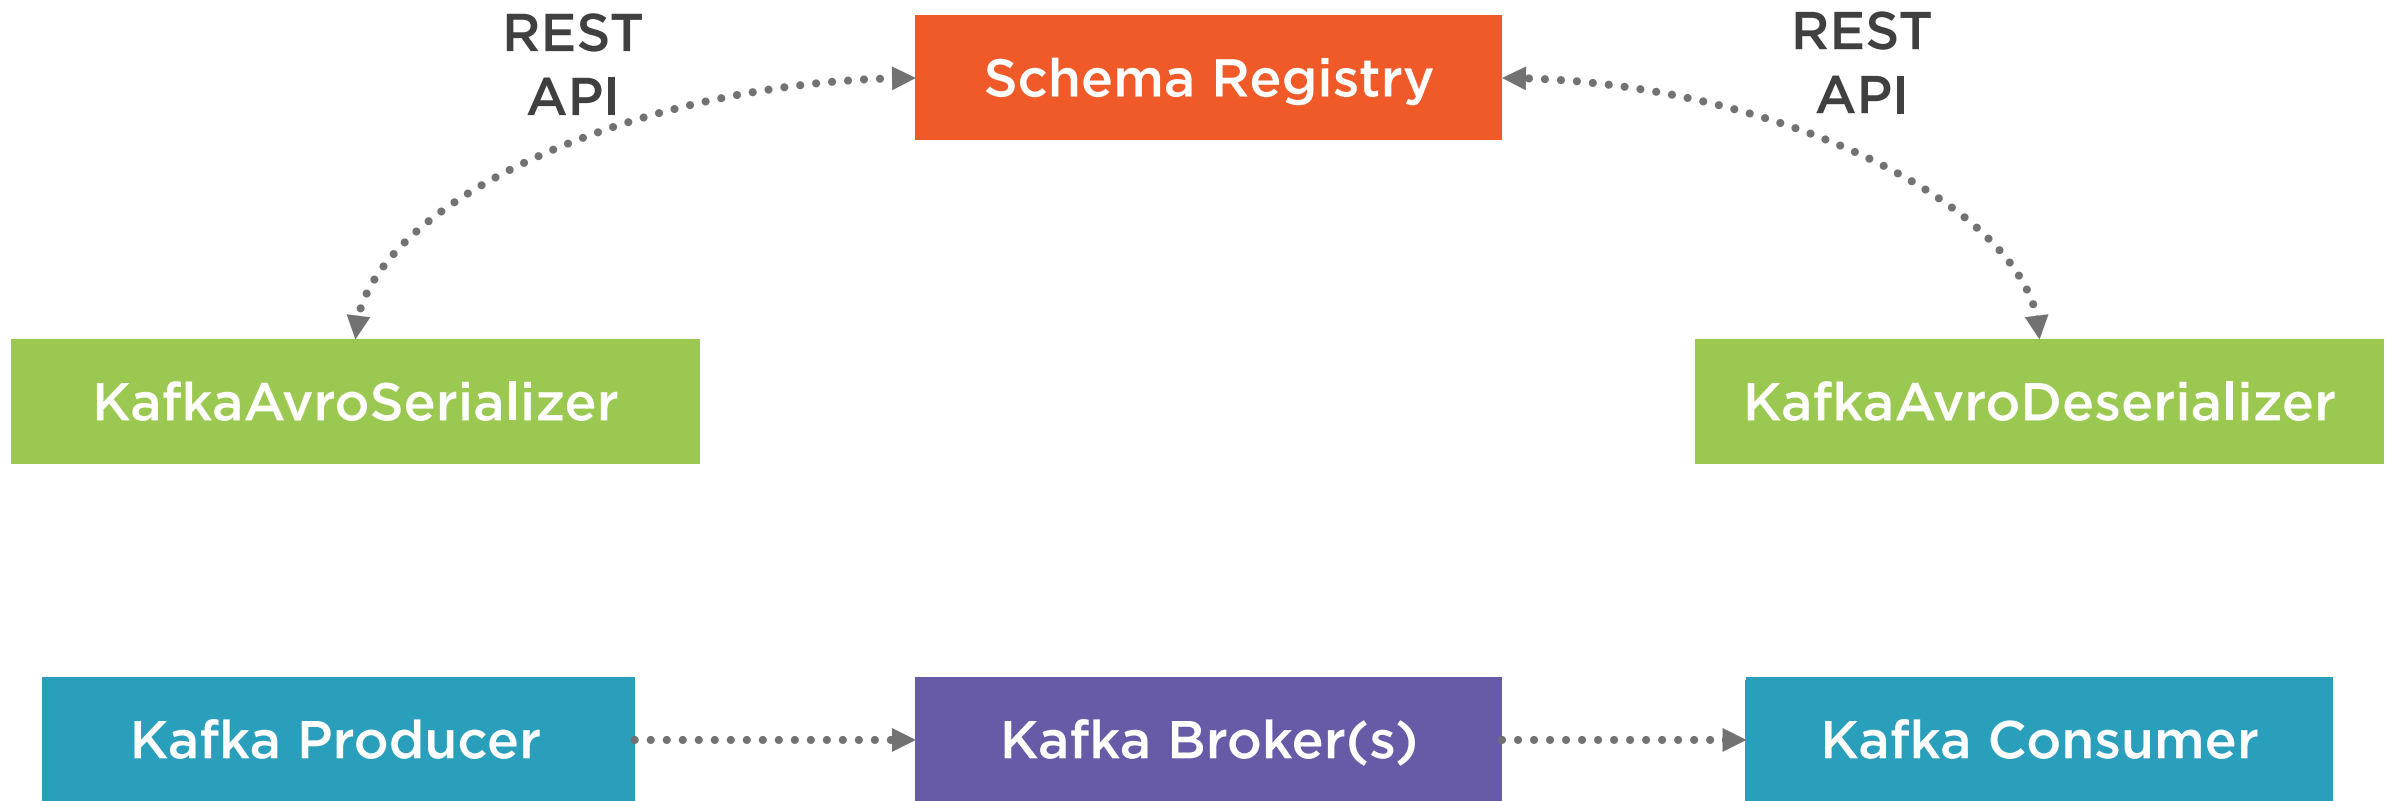 REST
API
Schema Registry
REST
API
KafkaAvroSerializer
KafkaAvroDeserializer
Kafka Producer
Kafka Broker(s)
Kafka Consumer